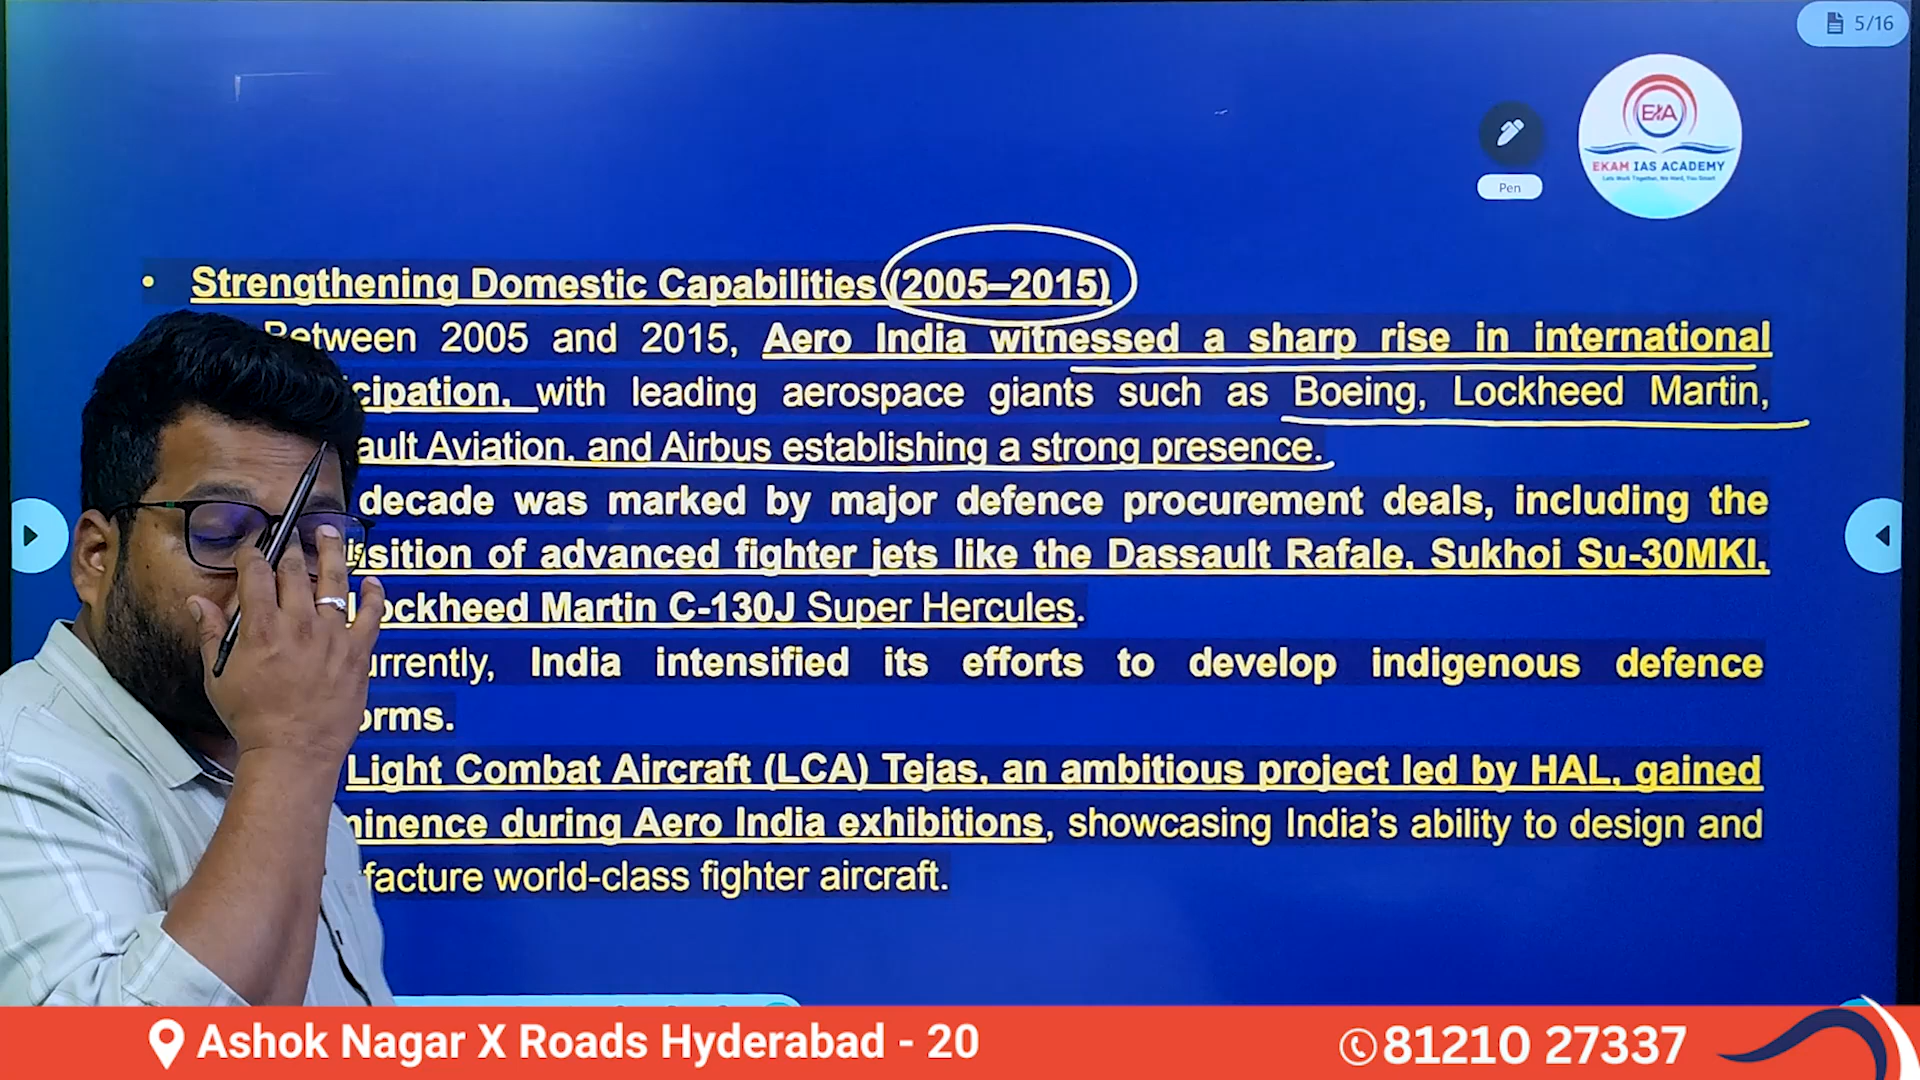 5/16
EKAM IAS ACADEMY
Pen
• Strengthening Domestic Capabilities (2005–2015)
Between 2005 and 2015, Aero India witnessed a sharp rise in international
cipation, with leading aerospace giants such as Boeing, Lockheed Martin,
ault Aviation, and Airbus establishing a strong presence.
decade was marked by major defence procurement deals, including the
isition of advanced fighter jets like the Dassault Rafale, Sukhoi Su-30MKI,
Lockheed Martin C-130J Super Hercules.
urrently, India intensified its efforts to develop indigenous defence
orms.
Light Combat Aircraft (LCA) Tejas, an ambitious project led by HAL, gained
minence during Aero India exhibitions, showcasing India's ability to design and
facture world-class fighter aircraft.
Ashok Nagar X Roads Hyderabad - 20
81210 27337